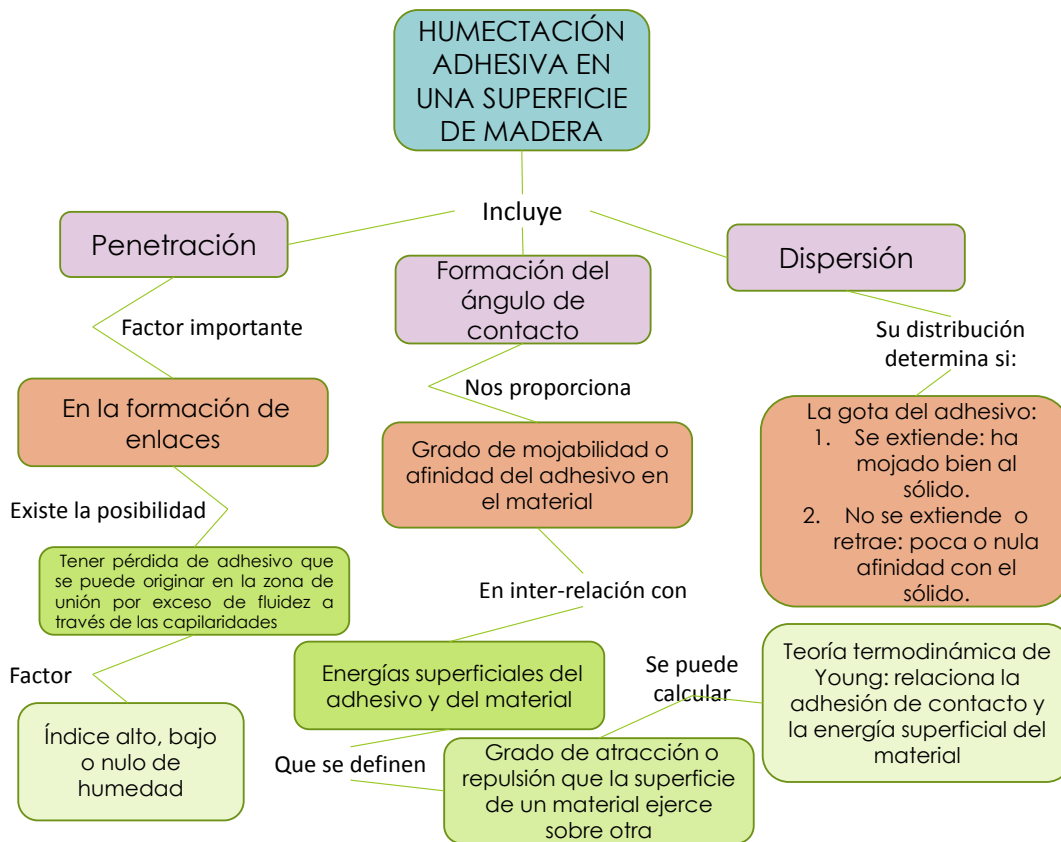 HUMECTACIÓN
ADHESIVA EN
UNA SUPERFICIE
DE MADERA
Incluye
Penetración
Factor importante
En la formación de
enlaces
Existe la posibilidad
Tener pérdida de adhesivo que
se puede originar en la zona de
unión por exceso de fluidez a
través de las capilaridades
Factor
Índice alto, bajo
o nulo de
humedad
Formación del
ángulo de
contacto
Nos proporciona
Grado de mojabilidad o
afinidad del adhesivo en
el material
En inter-relación con
Energías superficiales del
adhesivo y del material
Que se definen
Grado de atracción o
repulsión que la superficie
de un material ejerce
sobre otra
Se puede
calcular
Teoría termodinámica de
Young: relaciona la
adhesión de contacto y
la energía superficial del
material
Dispersión
Su distribución
determina si:
La gota del adhesivo:
1. Se extiende: ha
mojado bien al
sólido.
2. No se extiende o
retrae: poca o nula
afinidad con el
sólido.